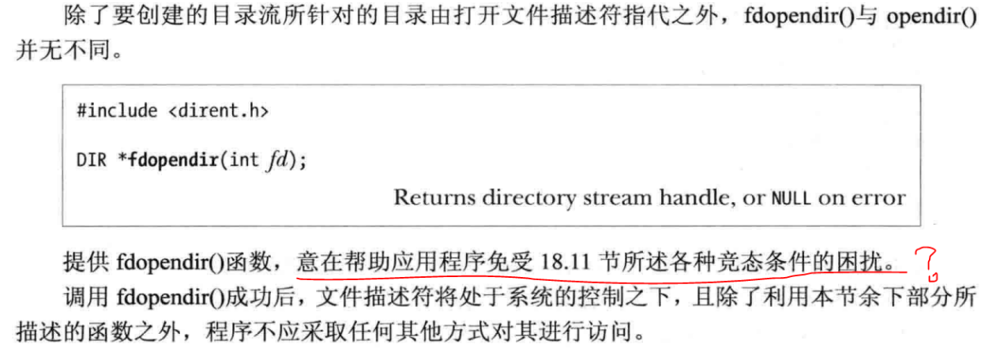 除了要创建的目录流所针对的目录由打开文件描述符指代之外，fdopendir()与 opendir()
并无不同。
#include <dirent.h>
DIR *fdopendir(int fd);
Returns directory stream handle, or NULL on error
提供 fdopendir()函数，意在帮助应用程序免受 18.11 节所述各种竞态条件的困扰。?
调用 fdopendir()成功后，文件描述符将处于系统的控制之下，且除了利用本节余下部分所
描述的函数之外，程序不应采取任何其他方式对其进行访问。